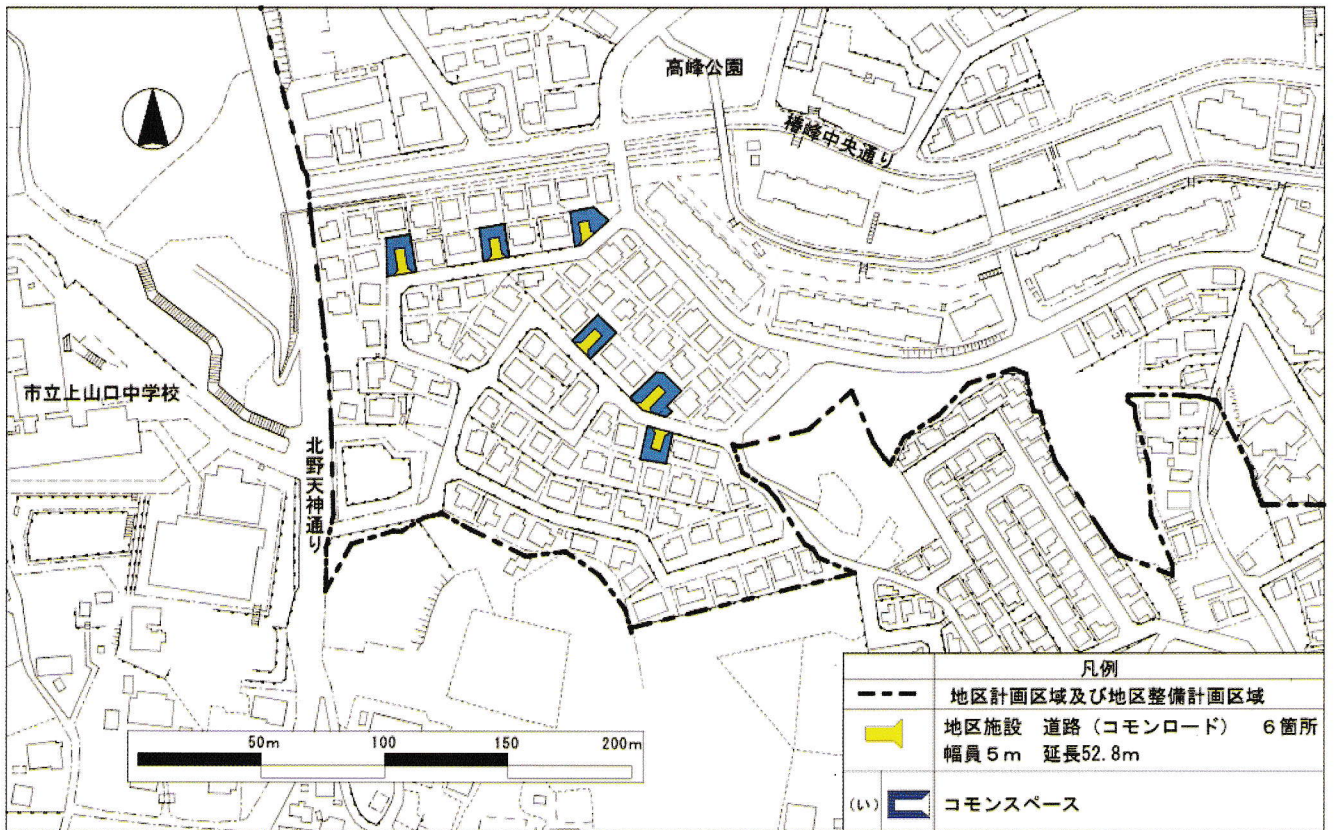 高峰公園
椿峰中央通り
市立上山口中学校
北野天神通り
50m 100 150 200m
凡例
地区計画区域及び地区整備計画区域
地区施設 道路(コモンロード) 6箇所
幅員5m 延長52.8m
(い) コモンスペース